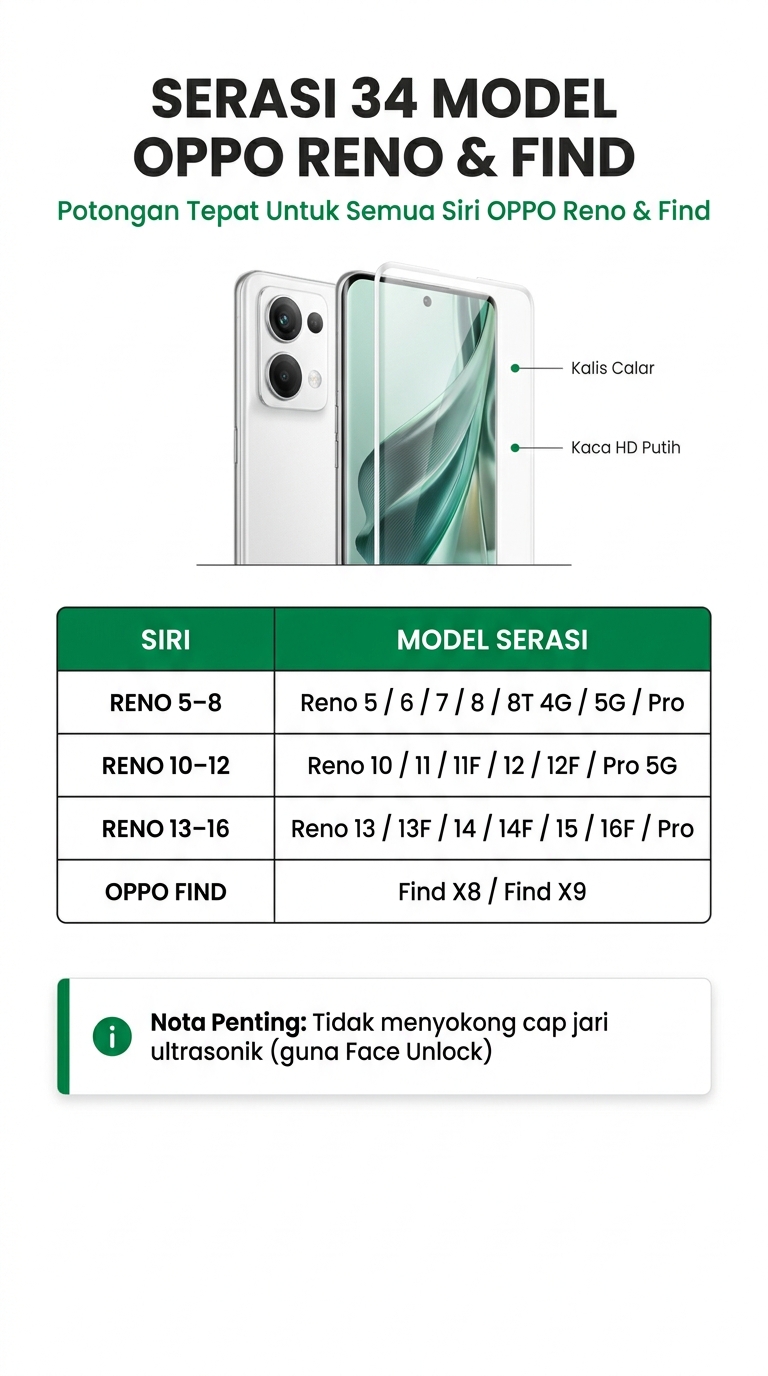 SERASI 34 MODEL
OPPO RENO & FIND
Potongan Tepat Untuk Semua Siri OPPO Reno & Find
Kalis Calar
Kaca HD Putih
SIRI MODEL SERASI
RENO 5–8 Reno 5 / 6 / 7 / 8 / 8T 4G / 5G / Pro
RENO 10–12 Reno 10 / 11 / 11F / 12 / 12F / Pro 5G
RENO 13–16 Reno 13 / 13F / 14 / 14F / 15 / 16F / Pro
OPPO FIND Find X8 / Find X9
Nota Penting: Tidak menyokong cap jari
ultrasonik (guna Face Unlock)